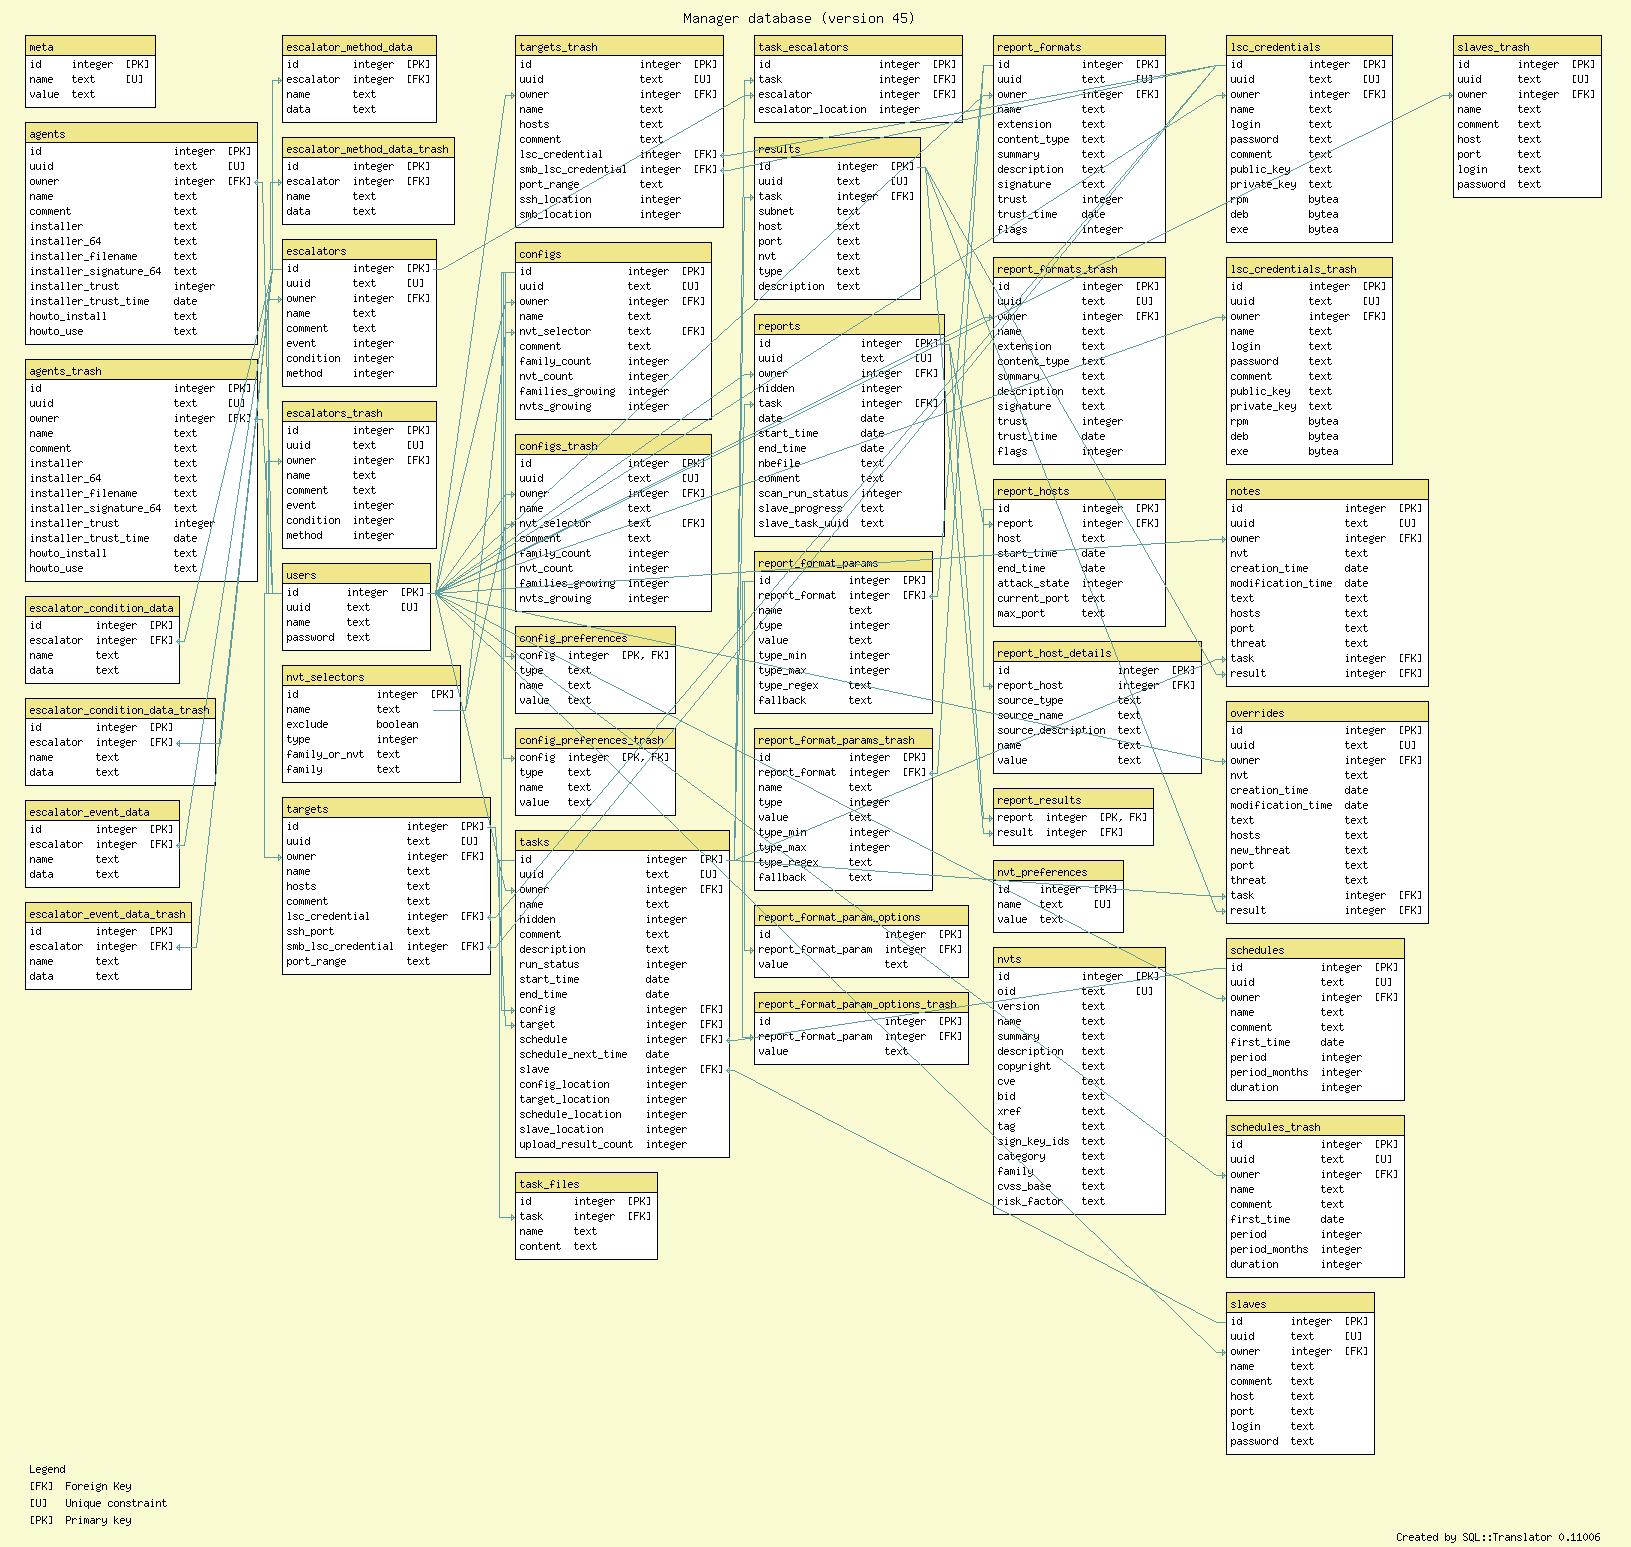 Manager database (version 45)
meta
id integer [PK]
name text [U]
value text
agents
id integer [PK]
uuid text [U]
owner integer [FK]
name text
comment text
installer text
installer_64 text
installer_filename text
installer_signature_64 text
installer_trust integer
installer_trust_time date
howto_install text
howto_use text
agents_trash
id integer [PK]
uuid text [U]
owner integer [FK]
name text
comment text
installer text
installer_64 text
installer_filename text
installer_signature_64 text
installer_trust integer
installer_trust_time date
howto_install text
howto_use text
escalator_condition_data
id integer [PK]
escalator integer [FK]
name text
data text
escalator_condition_data_trash
id integer [PK]
escalator integer [FK]
name text
data text
escalator_event_data
id integer [PK]
escalator integer [FK]
name text
data text
escalator_event_data_trash
id integer [PK]
escalator integer [FK]
name text
data text
escalator_method_data
id integer [PK]
escalator integer [FK]
name text
data text
escalator_method_data_trash
id integer [PK]
escalator integer [FK]
name text
data text
escalators
id integer [PK]
uuid text [U]
owner integer [FK]
name text
comment text
event integer
condition integer
method integer
escalators_trash
id integer [PK]
uuid text [U]
owner integer [FK]
name text
comment text
event integer
condition integer
method integer
users
id integer [PK]
uuid text [U]
name text
password text
nvt_selectors
id integer [PK]
name text
exclude boolean
type integer
family_or_nvt text
family text
targets
id integer [PK]
uuid text [U]
owner integer [FK]
name text
hosts text
comment text
lsc_credential integer [FK]
ssh_port text
smb_lsc_credential integer [FK]
port_range text
targets_trash
id integer [PK]
uuid text [U]
owner integer [FK]
name text
hosts text
comment text
lsc_credential integer [FK]
smb_lsc_credential integer [FK]
port_range text
ssh_location integer
smb_location integer
configs
id integer [PK]
uuid text [U]
owner integer [FK]
name text
nvt_selector text [FK]
comment text
family_count integer
nvt_count integer
families_growing integer
nvts_growing integer
configs_trash
id integer [PK]
uuid text [U]
owner integer [FK]
name text
nvt_selector text [FK]
comment text
family_count integer
nvt_count integer
families_growing integer
nvts_growing integer
config_preferences
config integer [PK, FK]
type text
name text
value text
config_preferences_trash
config integer [PK, FK]
type text
name text
value text
tasks
id integer [PK]
uuid text [U]
owner integer [FK]
name text
hidden integer
comment text
description text
run_status integer
start_time date
end_time date
config integer [FK]
target integer [FK]
schedule integer [FK]
schedule_next_time date
slave integer [FK]
config_location integer
target_location integer
schedule_location integer
slave_location integer
upload_result_count integer
task_files
id integer [PK]
task integer [FK]
name text
content text
task_escalators
id integer [PK]
task integer [FK]
escalator integer [FK]
escalator_location integer
results
id integer [PK]
uuid text [U]
task integer [FK]
subnet text
host text
port text
nvt text
type text
description text
reports
id integer [PK]
uuid text [U]
owner integer [FK]
hidden integer
task integer [FK]
date date
start_time date
end_time date
nbefile text
comment text
scan_run_status integer
slave_progress text
slave_task_uuid text
report_format_params
id integer [PK]
report_format integer [FK]
name text
type integer
value text
type_min integer
type_max integer
type_regex text
fallback text
report_format_params_trash
id integer [PK]
report_format integer [FK]
name text
type integer
value text
type_min integer
type_max integer
type_regex text
fallback text
report_format_param_options
id integer [PK]
report_format_param integer [FK]
value text
report_format_param_options_trash
id integer [PK]
report_format_param integer [FK]
value text
report_formats
id integer [PK]
uuid text [U]
owner integer [FK]
name text
extension text
content_type text
summary text
description text
signature text
trust integer
trust_time date
flags integer
report_formats_trash
id integer [PK]
uuid text [U]
owner integer [FK]
name text
extension text
content_type text
summary text
description text
signature text
trust integer
trust_time date
flags integer
report_hosts
id integer [PK]
report integer [FK]
host text
start_time date
end_time date
attack_state integer
current_port text
max_port text
report_host_details
id integer [PK]
report_host integer [FK]
source_type text
source_name text
source_description text
name text
value text
report_results
report integer [PK, FK]
result integer [FK]
nvt_preferences
id integer [PK]
name text [U]
value text
nvts
id integer [PK]
oid text [U]
version text
name text
summary text
description text
copyright text
cve text
bid text
xref text
tag text
sign_key_ids text
category text
family text
cvss_base text
risk_factor text
lsc_credentials
id integer [PK]
uuid text [U]
owner integer [FK]
name text
login text
password text
comment text
public_key text
private_key text
rpm bytea
deb bytea
exe bytea
lsc_credentials_trash
id integer [PK]
uuid text [U]
owner integer [FK]
name text
login text
password text
comment text
public_key text
private_key text
rpm bytea
deb bytea
exe bytea
notes
id integer [PK]
uuid text [U]
owner integer [FK]
nvt text
creation_time date
modification_time date
text text
hosts text
port text
threat text
task integer [FK]
result integer [FK]
overrides
id integer [PK]
uuid text [U]
owner integer [FK]
nvt text
creation_time date
modification_time date
text text
hosts text
new_threat text
port text
threat text
task integer [FK]
result integer [FK]
schedules
id integer [PK]
uuid text [U]
owner integer [FK]
name text
comment text
first_time date
period integer
period_months integer
duration integer
schedules_trash
id integer [PK]
uuid text [U]
owner integer [FK]
name text
comment text
first_time date
period integer
period_months integer
duration integer
slaves
id integer [PK]
uuid text [U]
owner integer [FK]
name text
comment text
host text
port text
login text
password text
slaves_trash
id integer [PK]
uuid text [U]
owner integer [FK]
name text
comment text
host text
port text
login text
password text
Legend
[FK] Foreign Key
[U] Unique constraint
[PK] Primary key
Created by SQL::Translator 0.11006